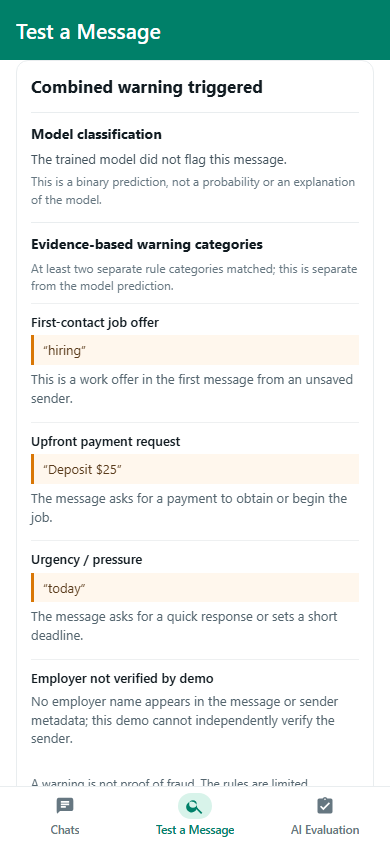 Test a Message
Combined warning triggered
Model classification
The trained model did not flag this message.
This is a binary prediction, not a probability or an explanation
of the model.
Evidence-based warning categories
At least two separate rule categories matched; this is separate
from the model prediction.
First-contact job offer
“hiring”
This is a work offer in the first message from an unsaved
sender.
Upfront payment request
“Deposit $25”
The message asks for a payment to obtain or begin the
job.
Urgency / pressure
“today”
The message asks for a quick response or sets a short
deadline.
Employer not verified by demo
No employer name appears in the message or sender
metadata; this demo cannot independently verify the
sender.
A warning is not proof of fraud. The rules are limited
Chats
Test a Message
AI Evaluation